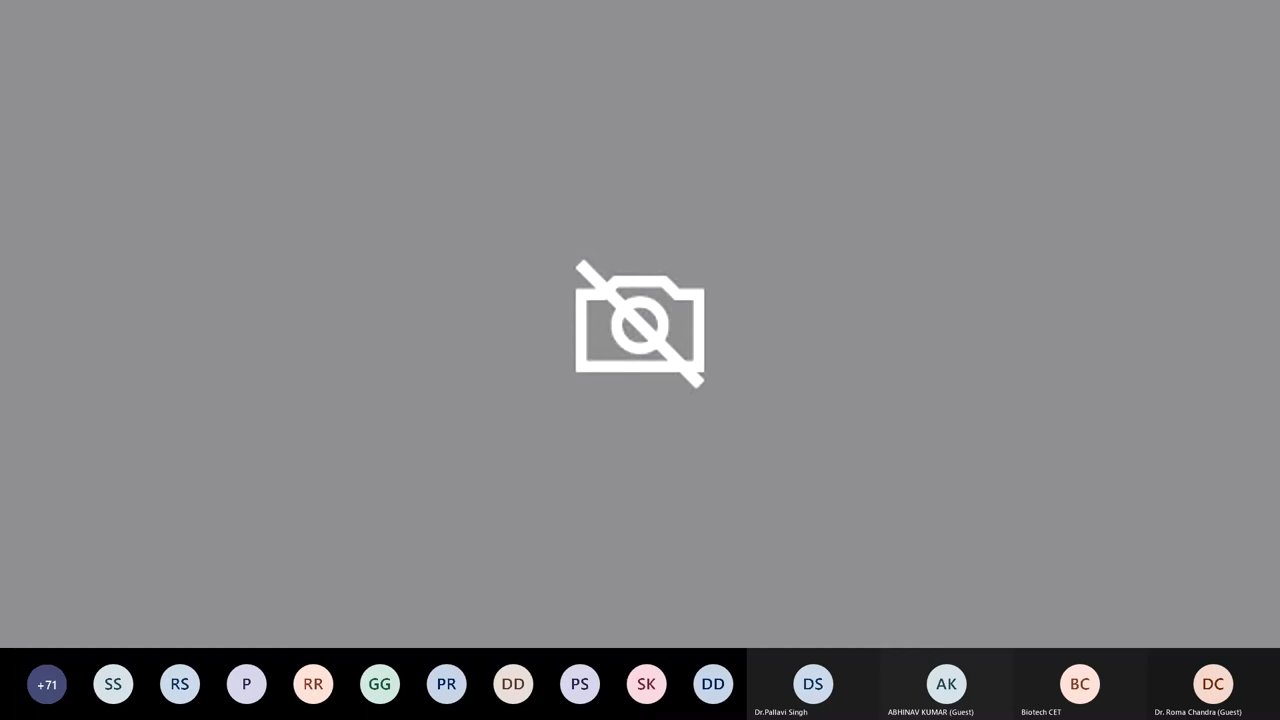 +71
SS
RS
P
RR
GG
PR
DD
PS
SK
DD
DS
AK
BC
DC
Dr.Pallavi Singh
ABHINAV KUMAR (Guest)
Biotech CET
Dr. Roma Chandra (Guest)